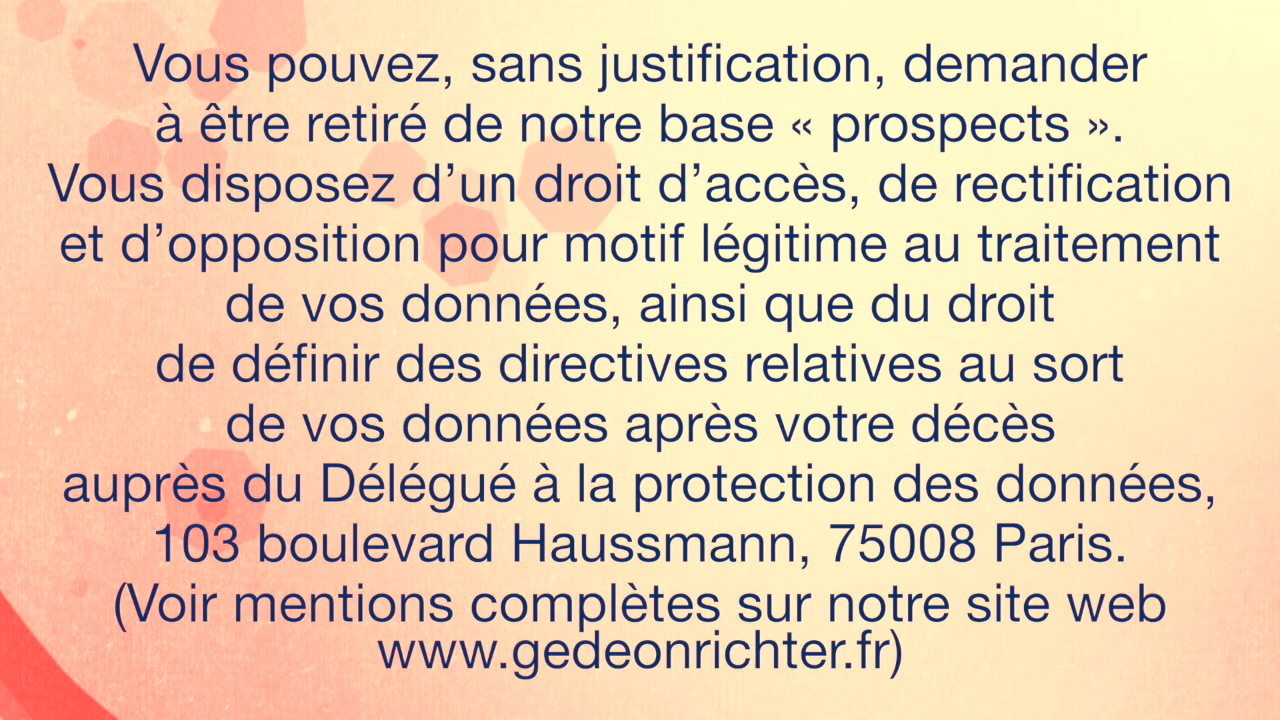 Vous pouvez, sans justification, demander
à être retiré de notre base « prospects ».
Vous disposez d’un droit d’accès, de rectification
et d’opposition pour motif légitime au traitement
de vos données, ainsi que du droit
de définir des directives relatives au sort
de vos données après votre décès
auprès du Délégué à la protection des données,
103 boulevard Haussmann, 75008 Paris.
(Voir mentions complètes sur notre site web
www.gedeonrichter.fr)